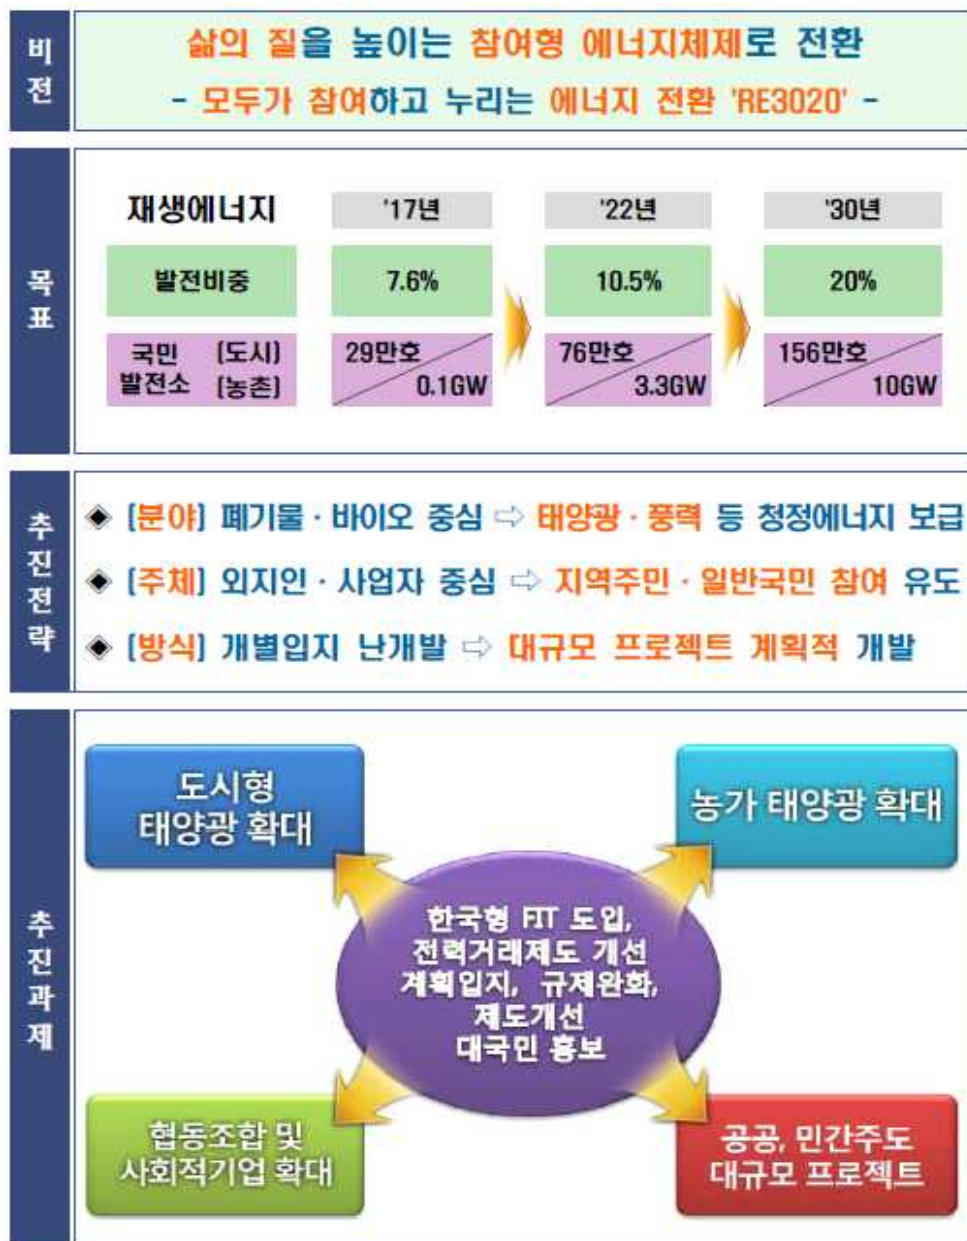 비전
삶의 질을 높이는 참여형 에너지체제로 전환
- 모두가 참여하고 누리는 에너지 전환 'RE3020' -
목표
재생에너지 '17년 '22년 '30년
발전비중 7.6% 10.5% 20%
국민 발전소 [도시] [농촌] 29만호 0.1GW 76만호 3.3GW 156만호 10GW
추진전략
◈ [분야] 폐기물·바이오 중심 ⇨ 태양광·풍력 등 청정에너지 보급
◈ [주체] 외지인·사업자 중심 ⇨ 지역주민·일반국민 참여 유도
◈ [방식] 개별입지 난개발 ⇨ 대규모 프로젝트 계획적 개발
추진과제
도시형
태양광 확대
농가 태양광 확대
한국형 FIT 도입,
전력거래제도 개선
계획입지, 규제완화,
제도개선
대국민 홍보
협동조합 및
사회적기업 확대
공공, 민간주도
대규모 프로젝트